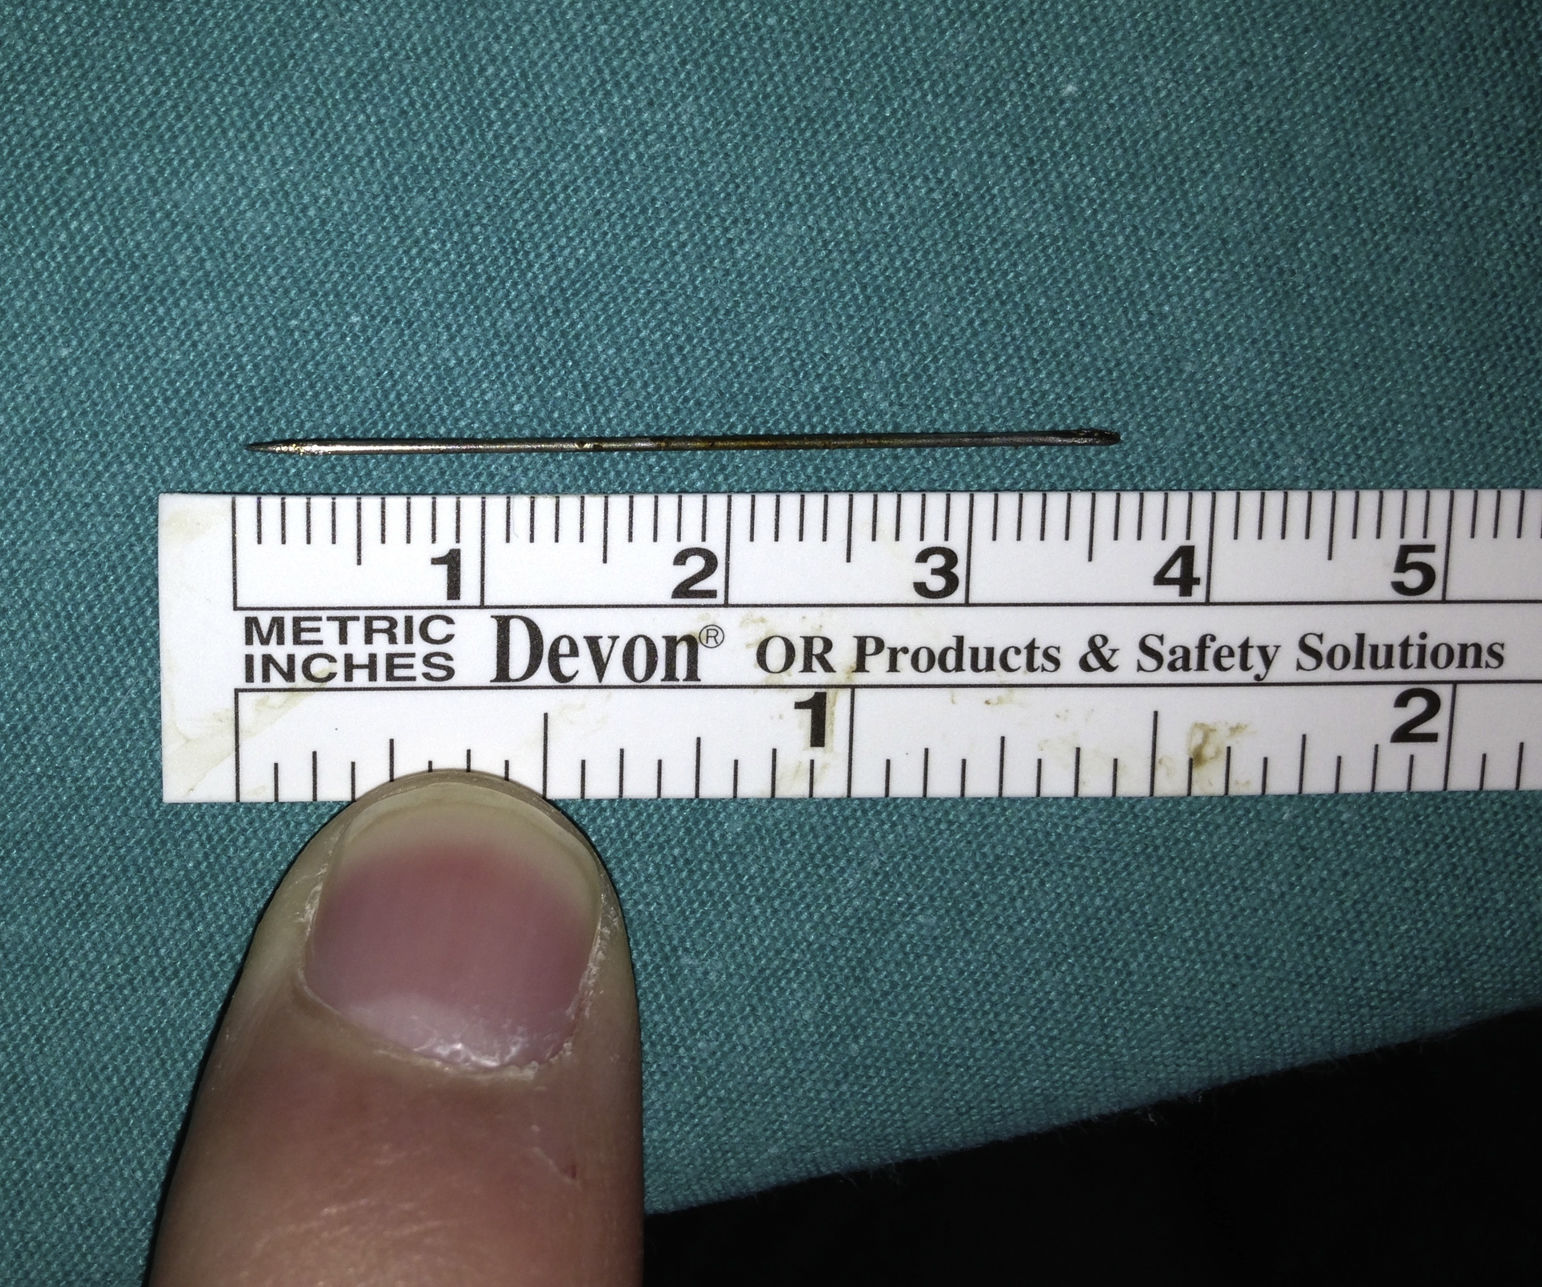 1 2 3 4 5
METRIC
INCHES
Devon® OR Products & Safety Solutions
1 2